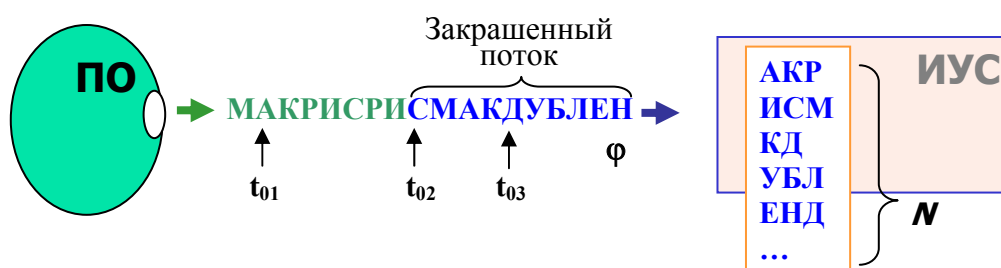 Закрашенный
поток
ПО
МАКРИСРИСМАКДУБЛЕН
φ
t01
t02
t03
ИУС
АКР
ИСМ
КД
УБЛ
ЕНД
...
N